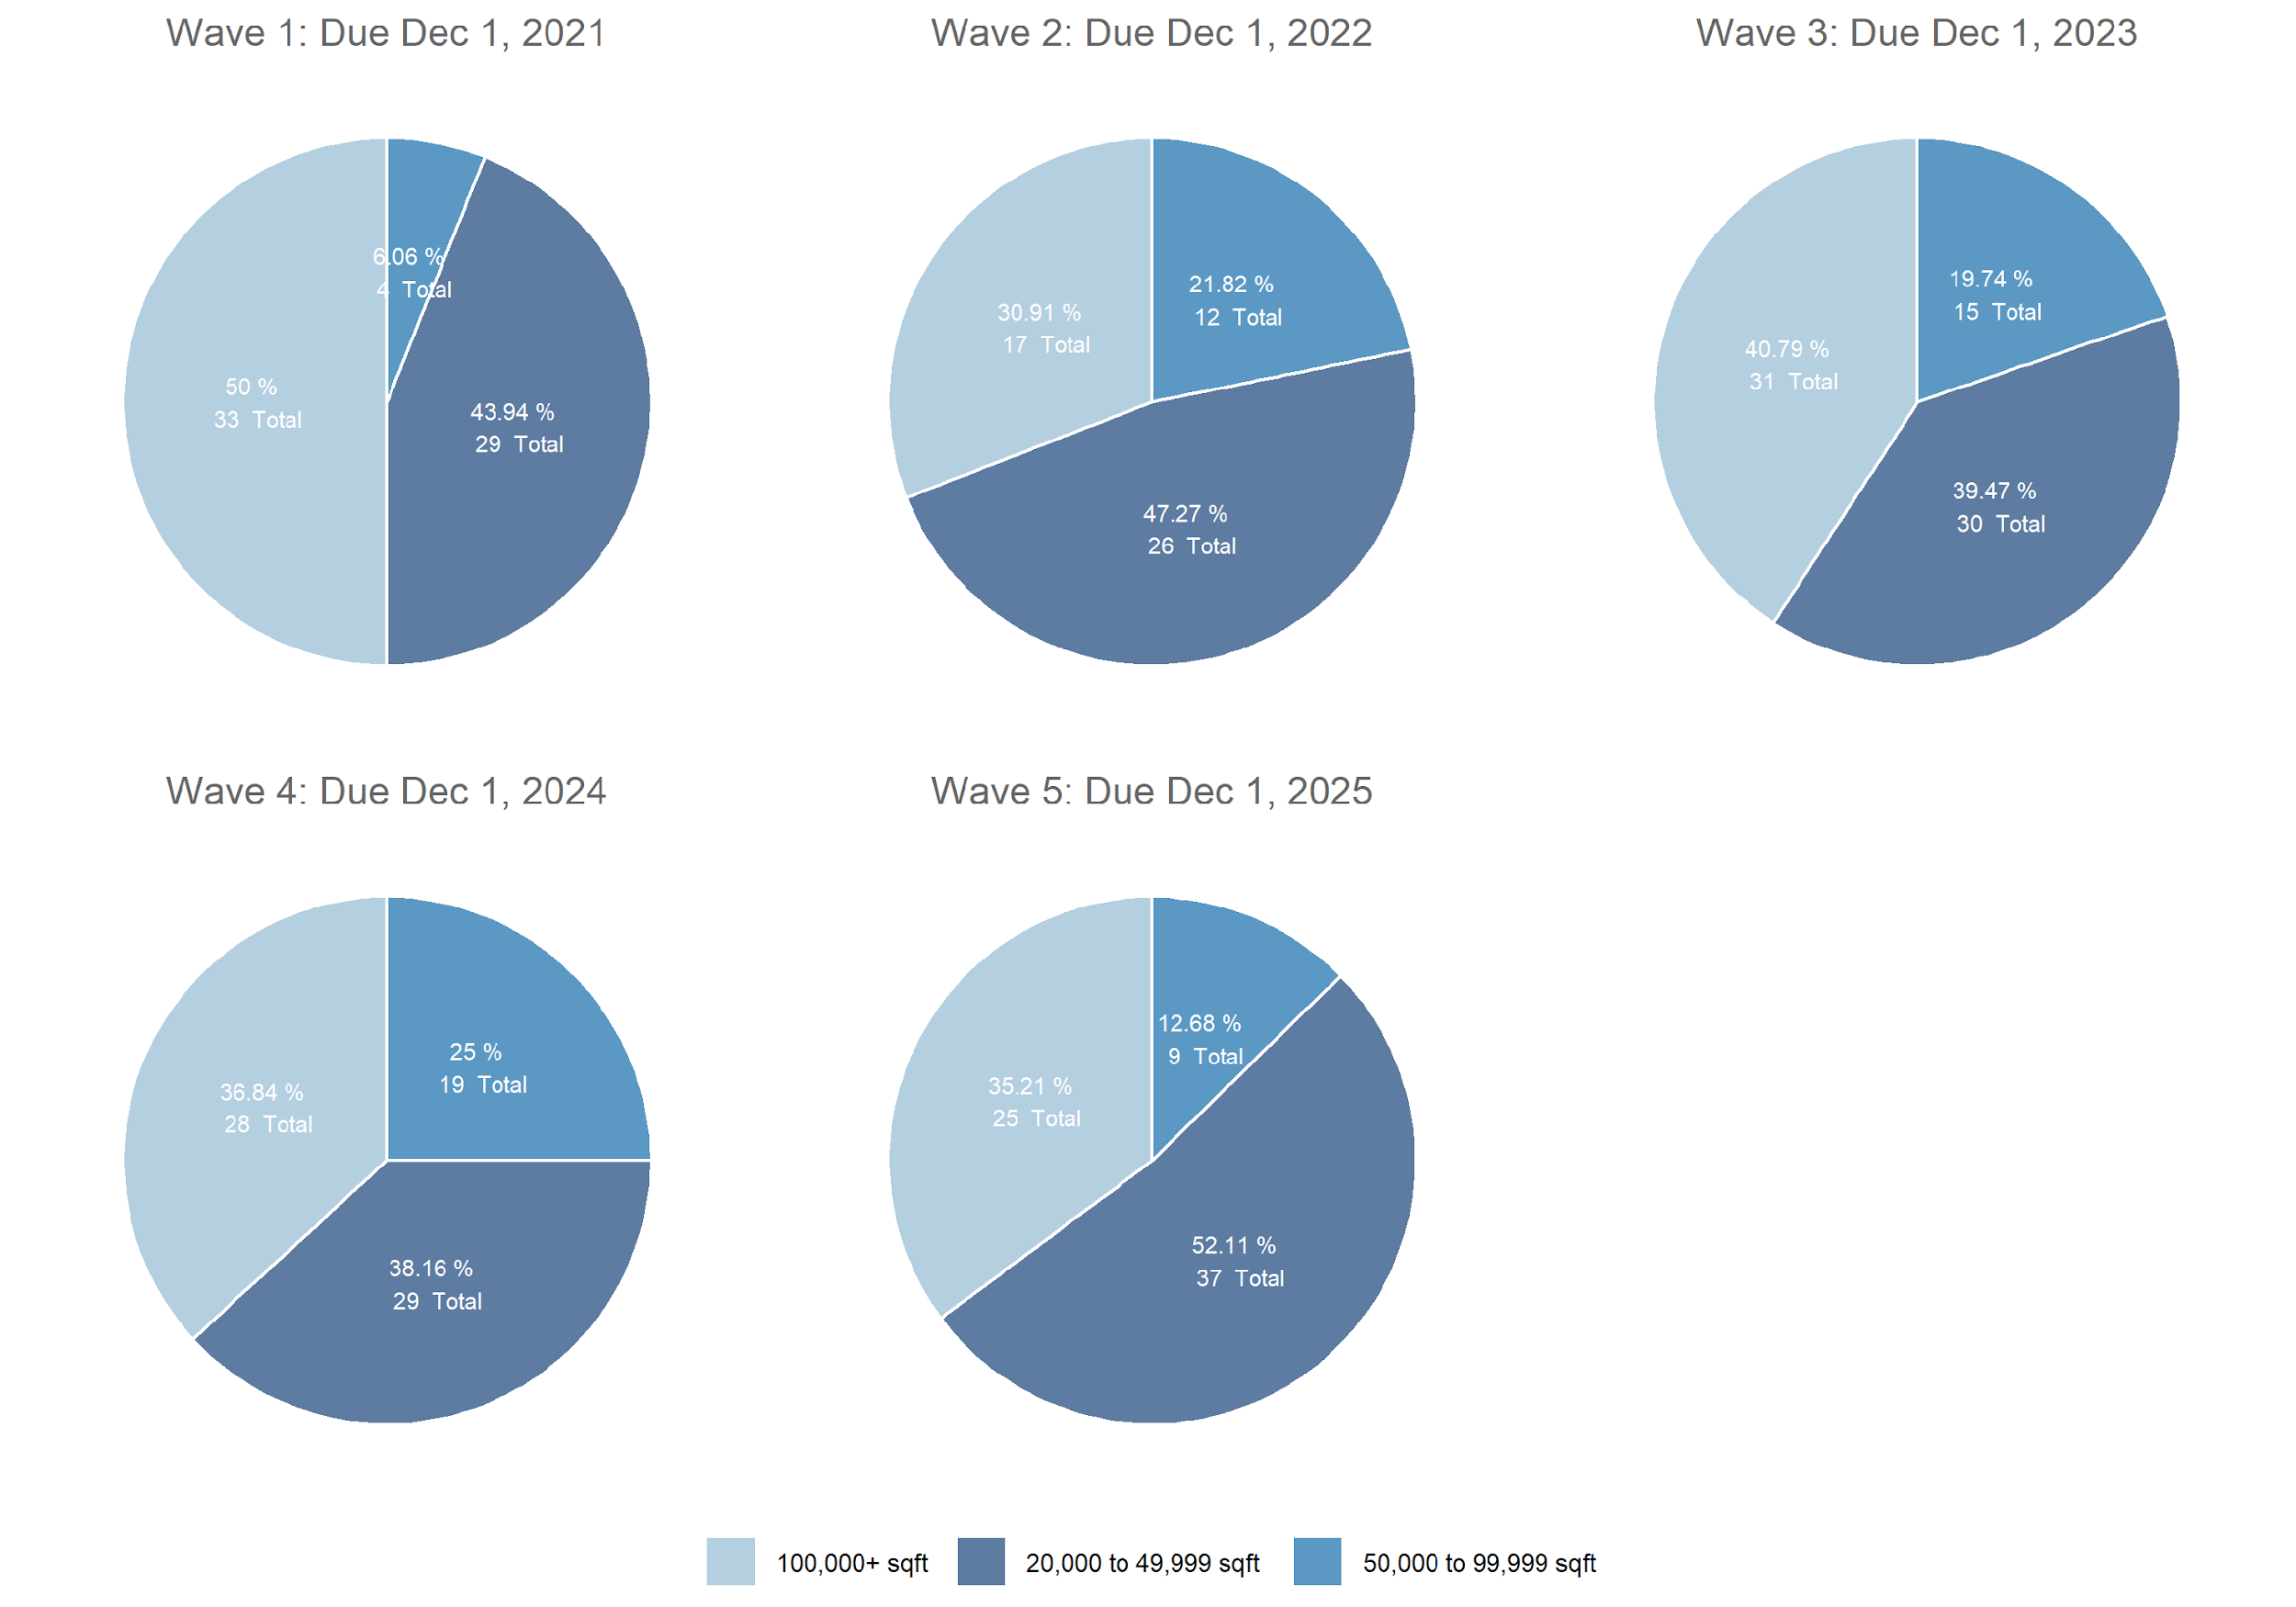 Wave 1: Due Dec 1, 2021
6.06 %
4 Total
50 %
33 Total
43.94 %
29 Total
Wave 2: Due Dec 1, 2022
21.82 %
12 Total
30.91 %
17 Total
47.27 %
26 Total
Wave 3: Due Dec 1, 2023
19.74 %
15 Total
40.79 %
31 Total
39.47 %
30 Total
Wave 4: Due Dec 1, 2024
25 %
19 Total
36.84 %
28 Total
38.16 %
29 Total
Wave 5: Due Dec 1, 2025
12.68 %
9 Total
35.21 %
25 Total
52.11 %
37 Total
100,000+ sqft
20,000 to 49,999 sqft
50,000 to 99,999 sqft